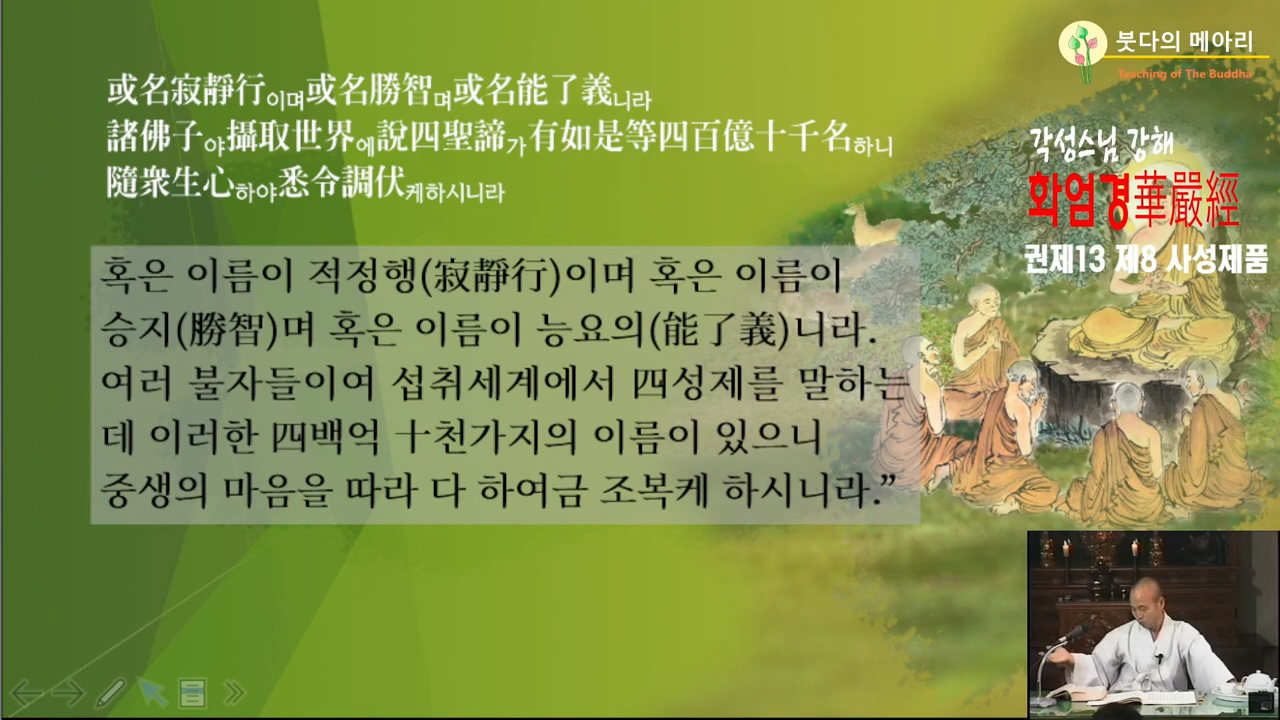 或名寂靜行이며或名勝智며或名能了義니라
諸佛子야攝取世界에說四聖諦가有如是等四百億十千名하니
隨衆生心하야悉令調伏케하시니라
혹은 이름이 적정행(寂靜行)이며 혹은 이름이
승지(勝智)며 혹은 이름이 능요의(能了義)니라.
여러 불자들이여 섭취세계에서 四성제를 말하는
데 이러한 四백억 十천가지의 이름이 있으니
중생의 마음을 따라 다 하여금 조복케 하시니라.”
붓다의 메아리
Teaching of The Buddha
각성스님 강해
화엄경華嚴經
권제13 제8 사성제품